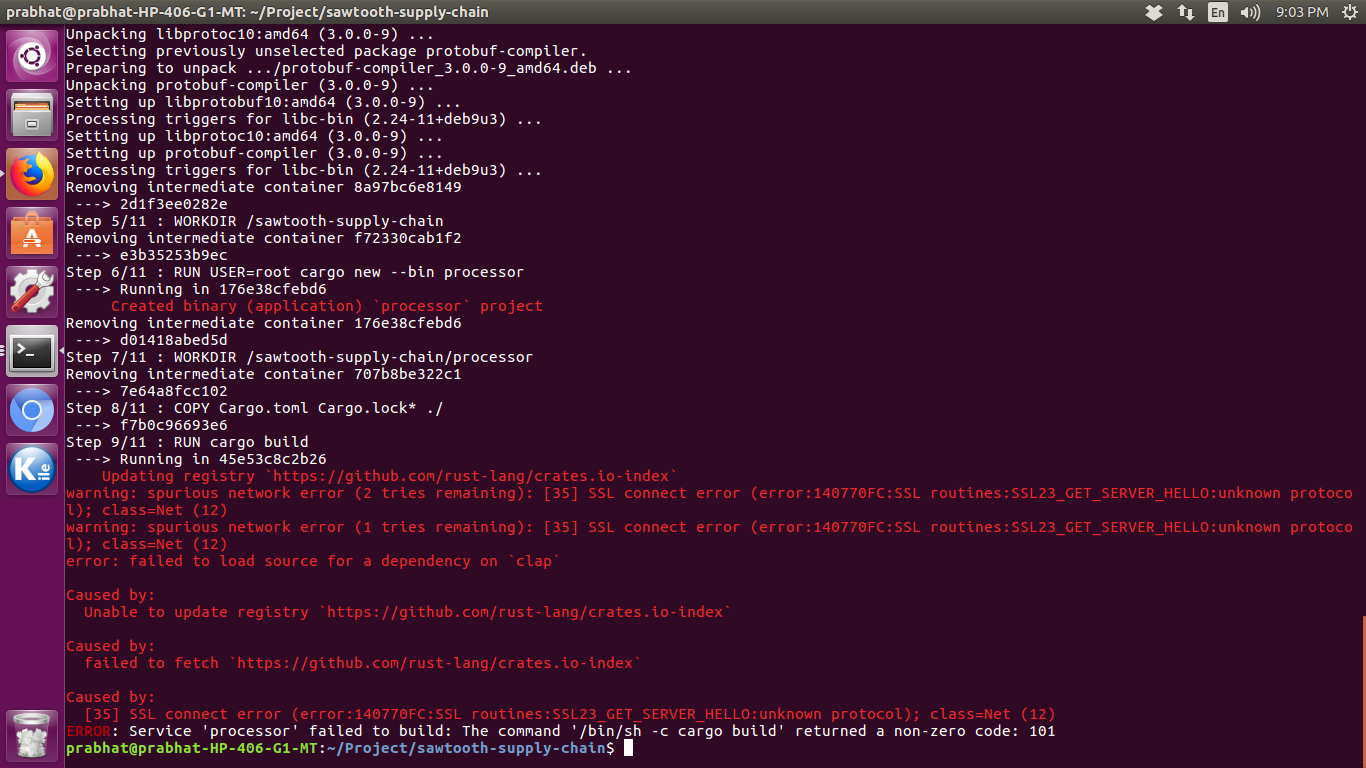 prabhat@prabhat-HP-406-G1-MT: ~/Project/sawtooth-supply-chain
En
9:03 PM
Unpacking libprotoc10:amd64 (3.0.0-9) ...
Selecting previously unselected package protobuf-compiler.
Preparing to unpack .../protobuf-compiler_3.0.0-9_amd64.deb ...
Unpacking protobuf-compiler (3.0.0-9) ...
Setting up libprotobuf10:amd64 (3.0.0-9) ...
Processing triggers for libc-bin (2.24-11+deb9u3) ...
Setting up libprotoc10:amd64 (3.0.0-9) ...
Setting up protobuf-compiler (3.0.0-9) ...
Processing triggers for libc-bin (2.24-11+deb9u3) ...
Removing intermediate container 8a97bc6e8149
 ---> 2d1f3ee0282e
Step 5/11 : WORKDIR /sawtooth-supply-chain
Removing intermediate container f72330cab1f2
 ---> e3b35253b9ec
Step 6/11 : RUN USER=root cargo new --bin processor
 ---> Running in 176e38cfebd6
     Created binary (application) `processor` project
Removing intermediate container 176e38cfebd6
 ---> d01418abed5d
Step 7/11 : WORKDIR /sawtooth-supply-chain/processor
Removing intermediate container 707b8be322c1
 ---> 7e64a8fcc102
Step 8/11 : COPY Cargo.toml Cargo.lock* ./
 ---> f7b0c96693e6
Step 9/11 : RUN cargo build
 ---> Running in 45e53c8c2b26
    Updating registry `https://github.com/rust-lang/crates.io-index`
warning: spurious network error (2 tries remaining): [35] SSL connect error (error:140770FC:SSL routines:SSL23_GET_SERVER_HELLO:unknown protoco
l); class=Net (12)
warning: spurious network error (1 tries remaining): [35] SSL connect error (error:140770FC:SSL routines:SSL23_GET_SERVER_HELLO:unknown protoco
l); class=Net (12)
error: failed to load source for a dependency on `clap`
Caused by:
  Unable to update registry `https://github.com/rust-lang/crates.io-index`
Caused by:
  failed to fetch `https://github.com/rust-lang/crates.io-index`
Caused by:
  [35] SSL connect error (error:140770FC:SSL routines:SSL23_GET_SERVER_HELLO:unknown protocol); class=Net (12)
ERROR: Service 'processor' failed to build: The command '/bin/sh -c cargo build' returned a non-zero code: 101
prabhat@prabhat-HP-406-G1-MT:~/Project/sawtooth-supply-chain$